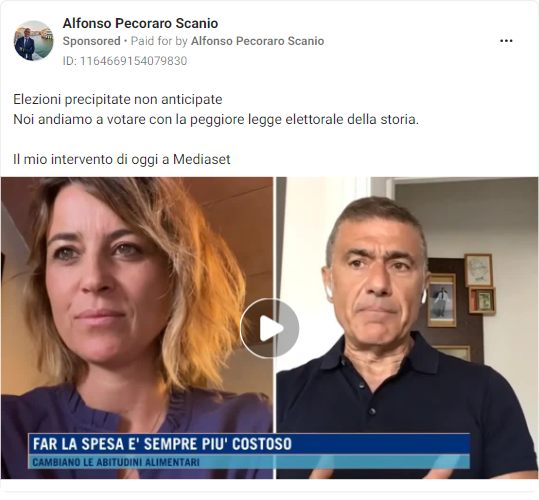 Alfonso Pecoraro Scanio
Sponsored • Paid for by Alfonso Pecoraro Scanio
ID: 1164669154079830
Elezioni precipitate non anticipate
Noi andiamo a votare con la peggiore legge elettorale della storia.
Il mio intervento di oggi a Mediaset
FAR LA SPESA E' SEMPRE PIU' COSTOSO
CAMBIANO LE ABITUDINI ALIMENTARI